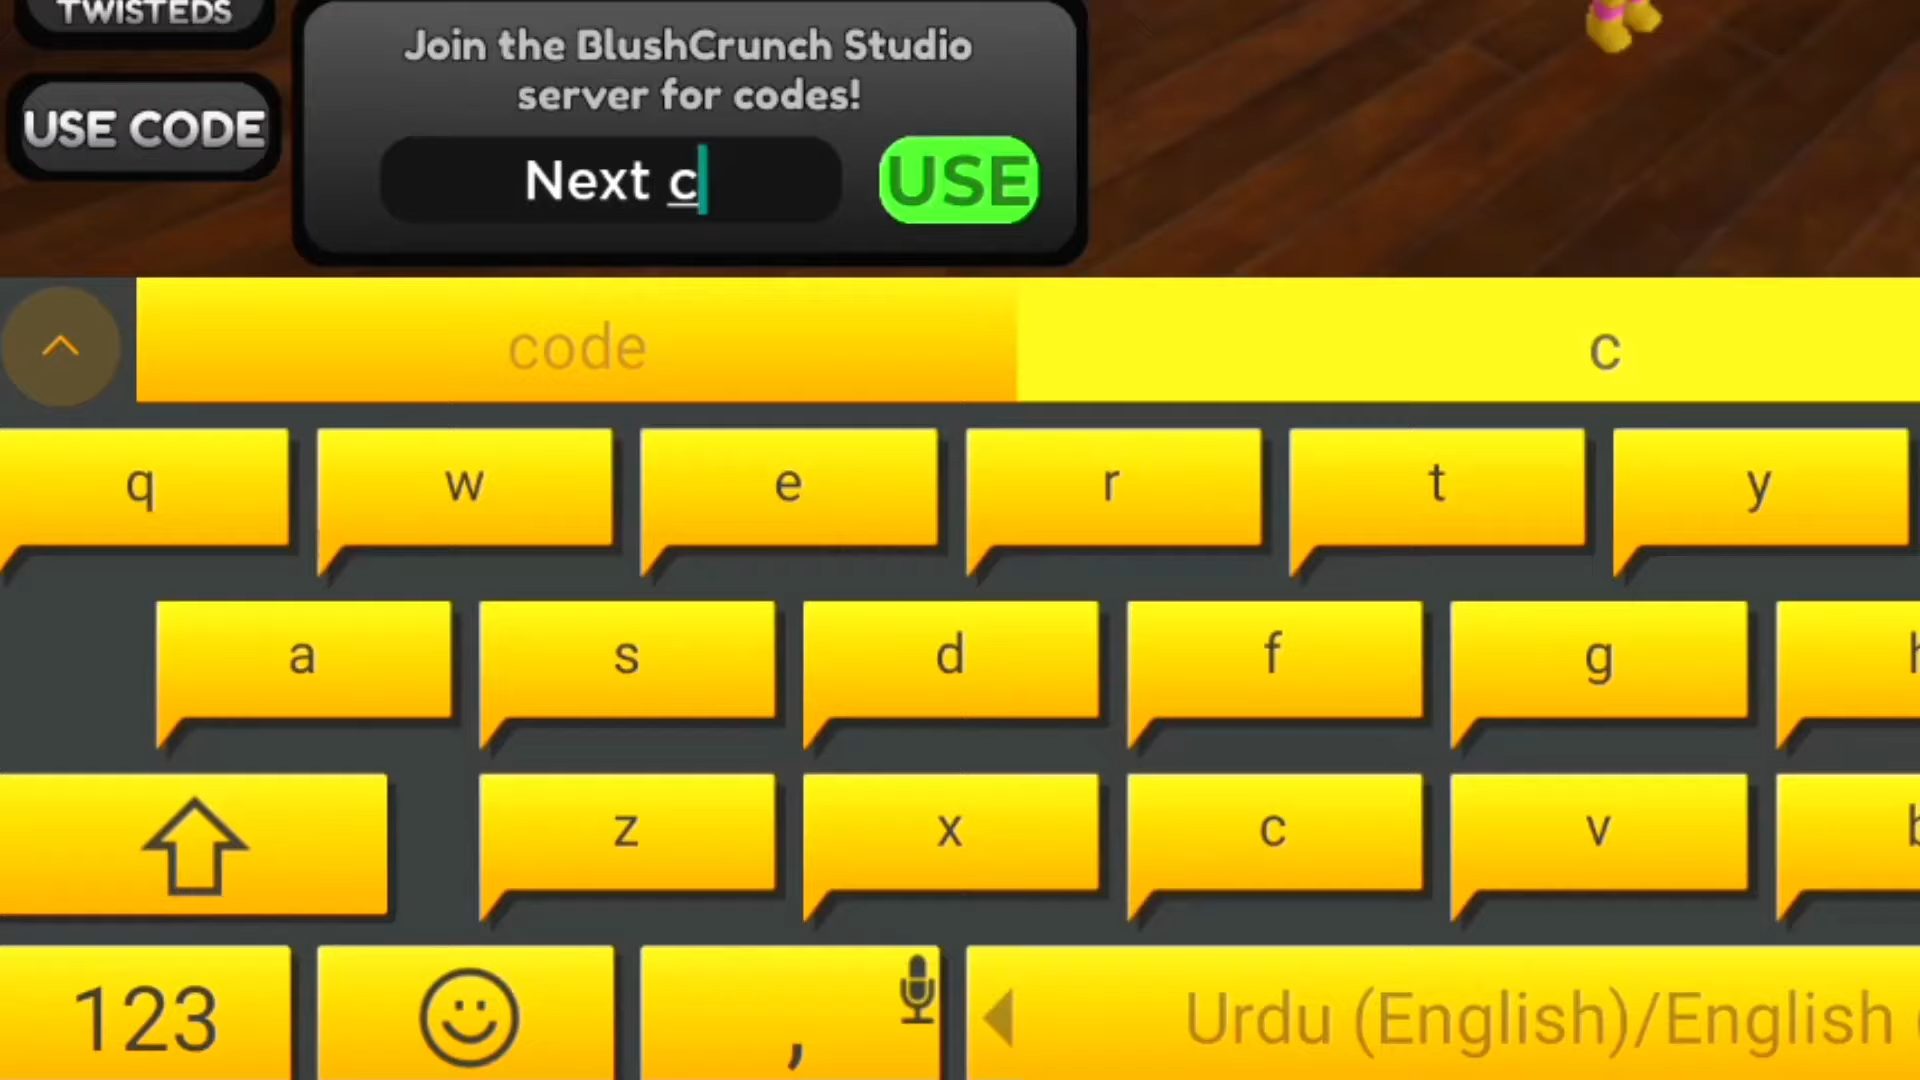 TWISTEDS
Join the BlushCrunch Studio
server for codes!
USE CODE
Next c
USE
code
c
q w e r t y
a s d f g
z x c v
123
,
Urdu (English)/English